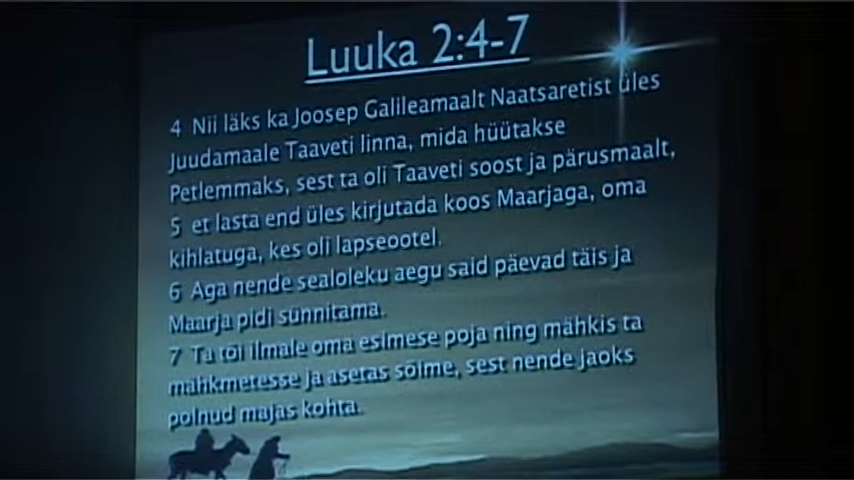 Luuka 2:4-7
4 Nii läks ka Joosep Galileamaalt Naatsaretist üles
Juudamaale Taaveti linna, mida hüütakse
Petlemmaks, sest ta oli Taaveti soost ja pärusmaalt,
5 et lasta end üles kirjutada koos Maarjaga, oma
kihlatuga, kes oli lapseootel.
6 Aga nende sealoleku aegu said päevad täis ja
Maarja pidi sünnitama.
7 Ta tõi ilmale oma esimese poja ning mähkis ta
mähkmetesse ja asetas sõime, sest nende jaoks
polnud majas kohta.